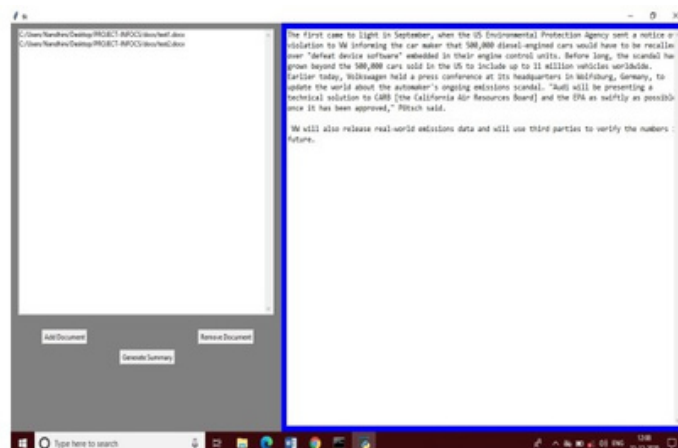 tk
C:/Users/Nandhini/Desktop/PROJECT-INFOCS/docs/test1.docx
C:/Users/Nandhini/Desktop/PROJECT-INFOCS/docs/test2.docx
Add Document
Remove Document
Generate Summary
The first came to light in September, when the US Environmental Protection Agency sent a notice o
violation to VW informing the car maker that 500,000 diesel-engined cars would have to be recalle
over "defeat device software" embedded in their engine control units. Before long, the scandal ha
grown beyond the 500,000 cars sold in the US to include up to 11 million vehicles worldwide.
Earlier today, Volkswagen held a press conference at its headquarters in Wolfsburg, Germany, to
update the world about the automaker's ongoing emissions scandal. "Audi will be presenting a
technical solution to CARB [the California Air Resources Board] and the EPA as swiftly as possible
once it has been approved," Pötsch said.
VW will also release real-world emissions data and will use third parties to verify the numbers i
future.
Type here to search
ENG